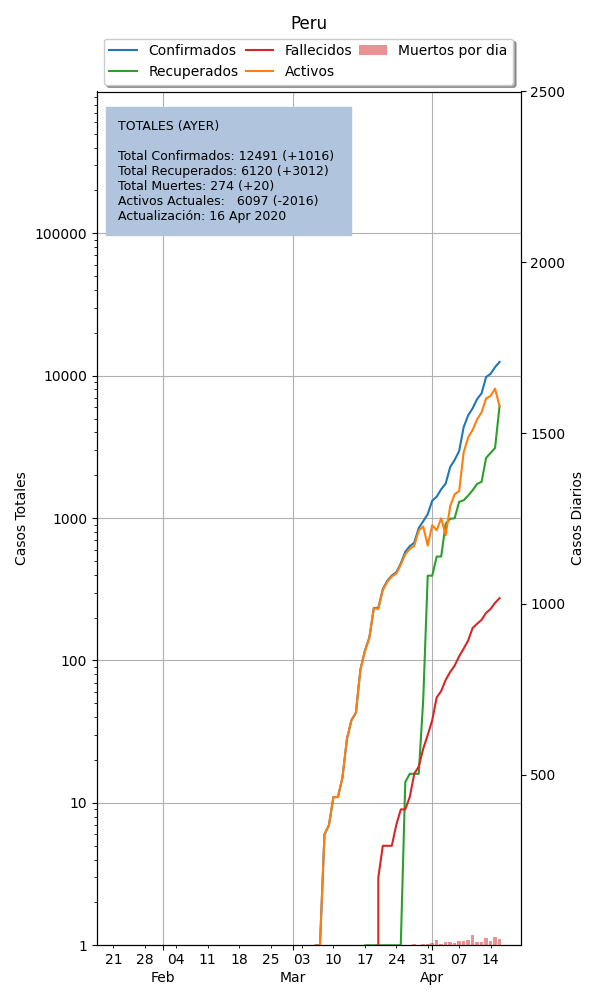 Peru
Confirmados Fallecidos Muertos por dia
Recuperados Activos
TOTALES (AYER)
Total Confirmados: 12491 (+1016)
Total Recuperados: 6120 (+3012)
Total Muertes: 274 (+20)
Activos Actuales: 6097 (-2016)
Actualización: 16 Apr 2020
Casos Totales
100000
10000
1000
100
10
1
2500
2000
1500
1000
500
Casos Diarios
21 28 04 11 18 25 03 10 17 24 31 07 14
Feb Mar Apr